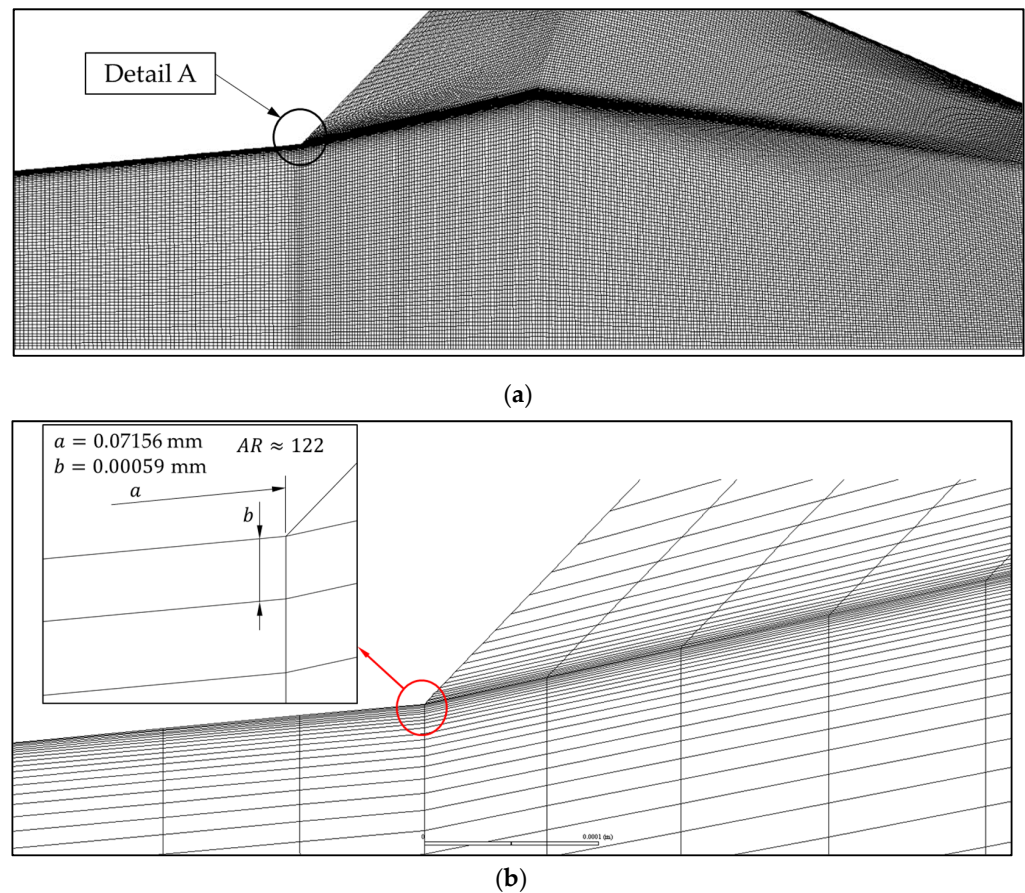 Detail A
(a)
a = 0.07156 mm
AR ≈ 122
b = 0.00059 mm
a
b
0
0.0001 (m)
(b)